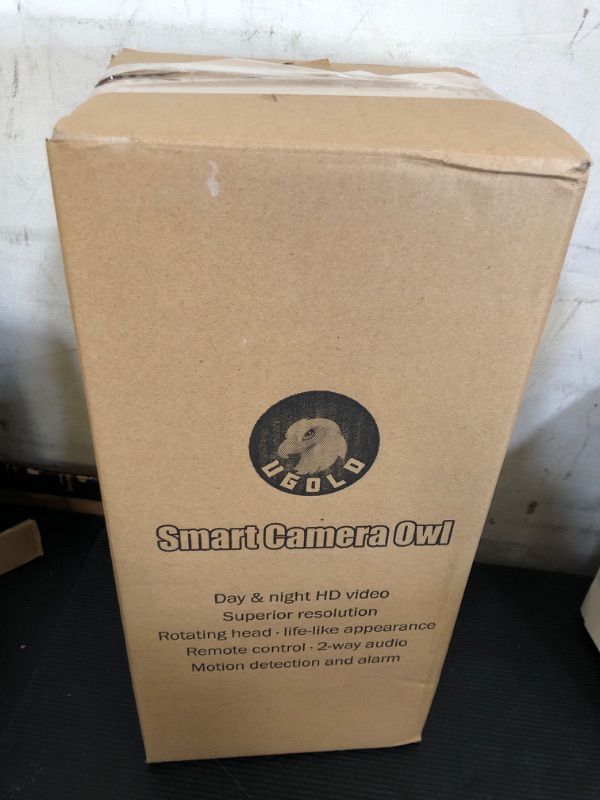 UGOLO
Smart Camera Owl
Day & night HD video
Superior resolution
Rotating head · life-like appearance
Remote control · 2-way audio
Motion detection and alarm